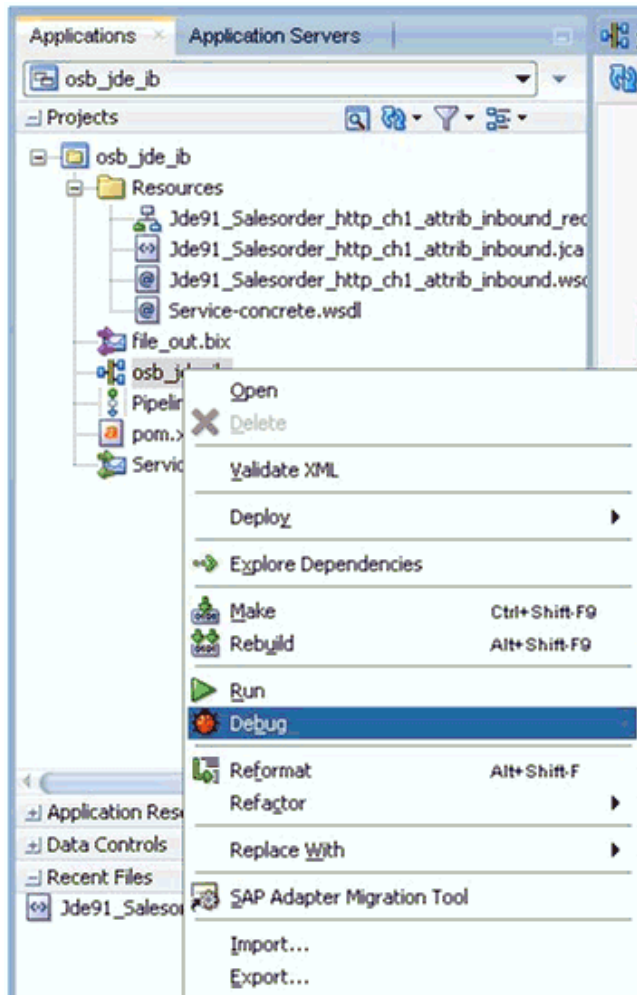 Applications Application Servers
osb_jde_ib
Projects
osb_jde_ib
Resources
Jde91_Salesorder_http_ch1_attrib_inbound_rec
Jde91_Salesorder_http_ch1_attrib_inbound.jca
Jde91_Salesorder_http_ch1_attrib_inbound.wsd
Service-concrete.wsdl
file_out.bix
osb_jde_ib
Pipelin
pom.x
Servic
Open
Delete
Validate XML
Deploy
Explore Dependencies
Make Ctrl+Shift-F9
Rebuild Alt+Shift-F9
Run
Debug
Reformat Alt+Shift-F
Refactor
Replace With
SAP Adapter Migration Tool
Import...
Export...
Application Res
Data Controls
Recent Files
Jde91_Salesor